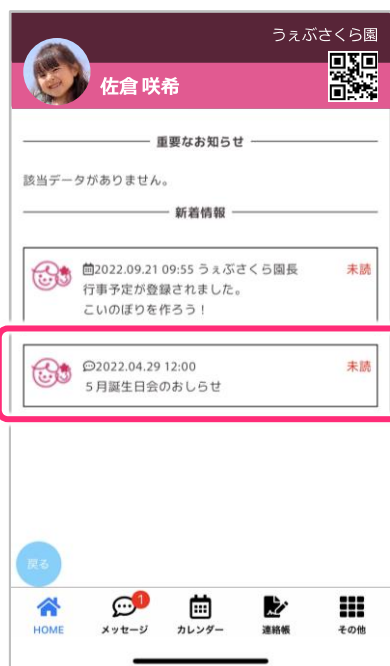 うぇぶさくら園
佐倉 咲希
重要なお知らせ
該当データがありません。
新着情報
2022.09.21 09:55 うぇぶさくら園長 未読
行事予定が登録されました。
こいのぼりを作ろう！
2022.04.29 12:00 未読
５月誕生日会のおしらせ
戻る
1
HOME メッセージ カレンダー 連絡帳 その他